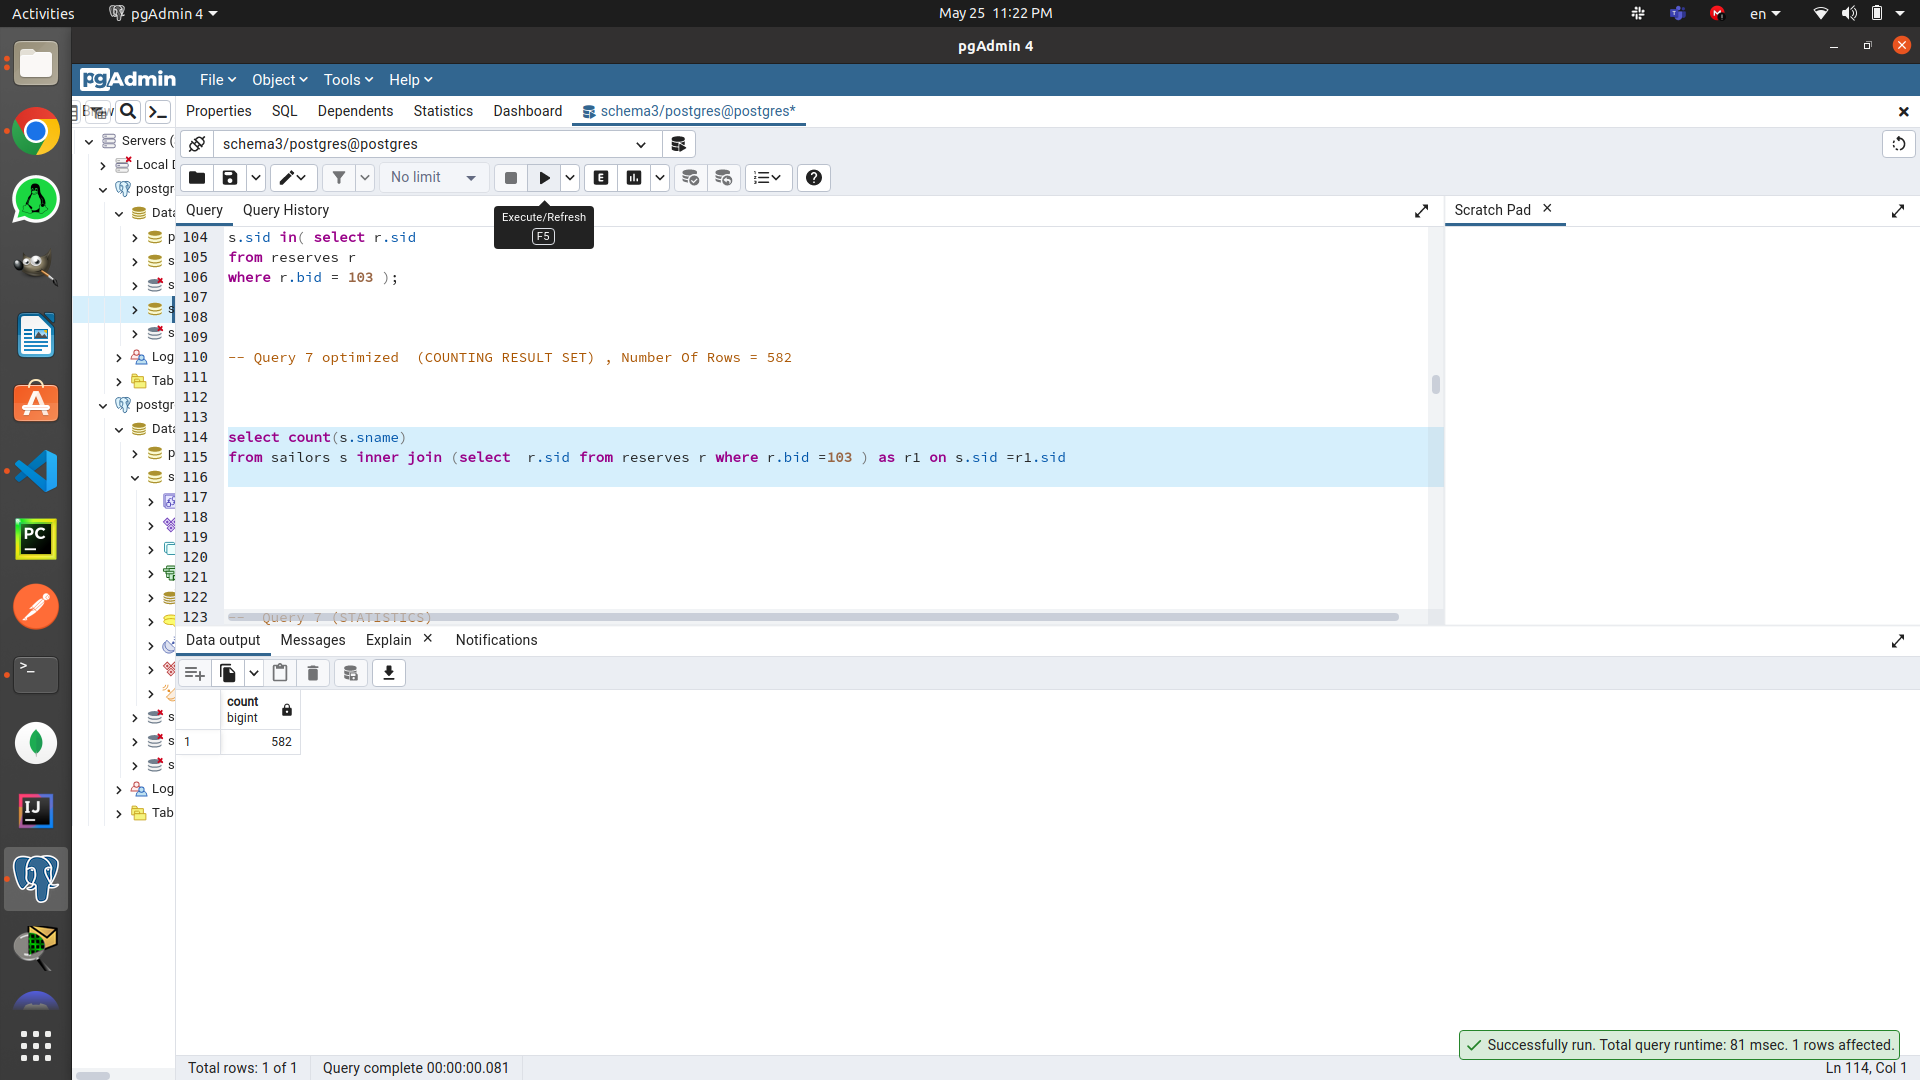 Activities
pgAdmin 4
May 25 11:22 PM
en
pgAdmin 4
pgAdmin
File
Object
Tools
Help
Properties
SQL
Dependents
Statistics
Dashboard
schema3/postgres@postgres*
Servers (
schema3/postgres@postgres
Local D
No limit
postgr
Execute/Refresh
F5
Query
Query History
Scratch Pad
Data
p
s
s
s
s
Log
Tab
postgr
Data
p
s
s
s
s
Log
Tab
104 s.sid in( select r.sid
105 from reserves r
106 where r.bid = 103 );
107
108
109
110 -- Query 7 optimized  (COUNTING RESULT SET) , Number Of Rows = 582
111
112
113
114 select count(s.sname)
115 from sailors s inner join (select  r.sid from reserves r where r.bid =103 ) as r1 on s.sid =r1.sid
116
117
118
119
120
121
122
123 --  Query 7 (STATISTICS)
Data output
Messages
Explain
Notifications
count
bigint
1 582
Successfully run. Total query runtime: 81 msec. 1 rows affected.
Total rows: 1 of 1
Query complete 00:00:00.081
Ln 114, Col 1